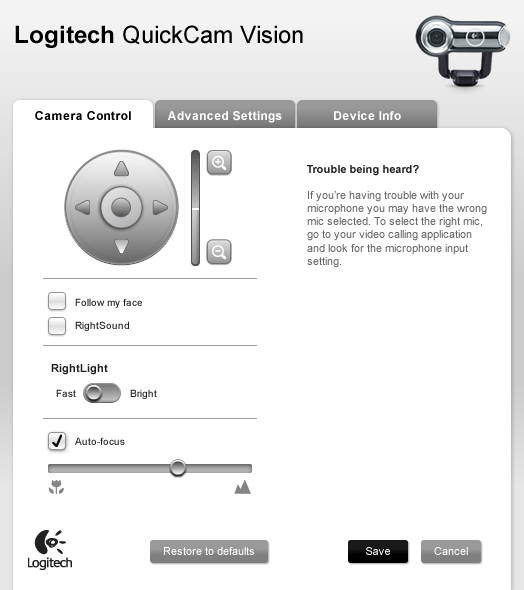 Logitech QuickCam Vision
Camera Control
Advanced Settings
Device Info
Trouble being heard?
If you're having trouble with your
microphone you may have the wrong
mic selected. To select the right mic,
go to your video calling application
and look for the microphone input
setting.
Follow my face
RightSound
RightLight
Fast
Bright
Auto-focus
Logitech
Restore to defaults
Save
Cancel